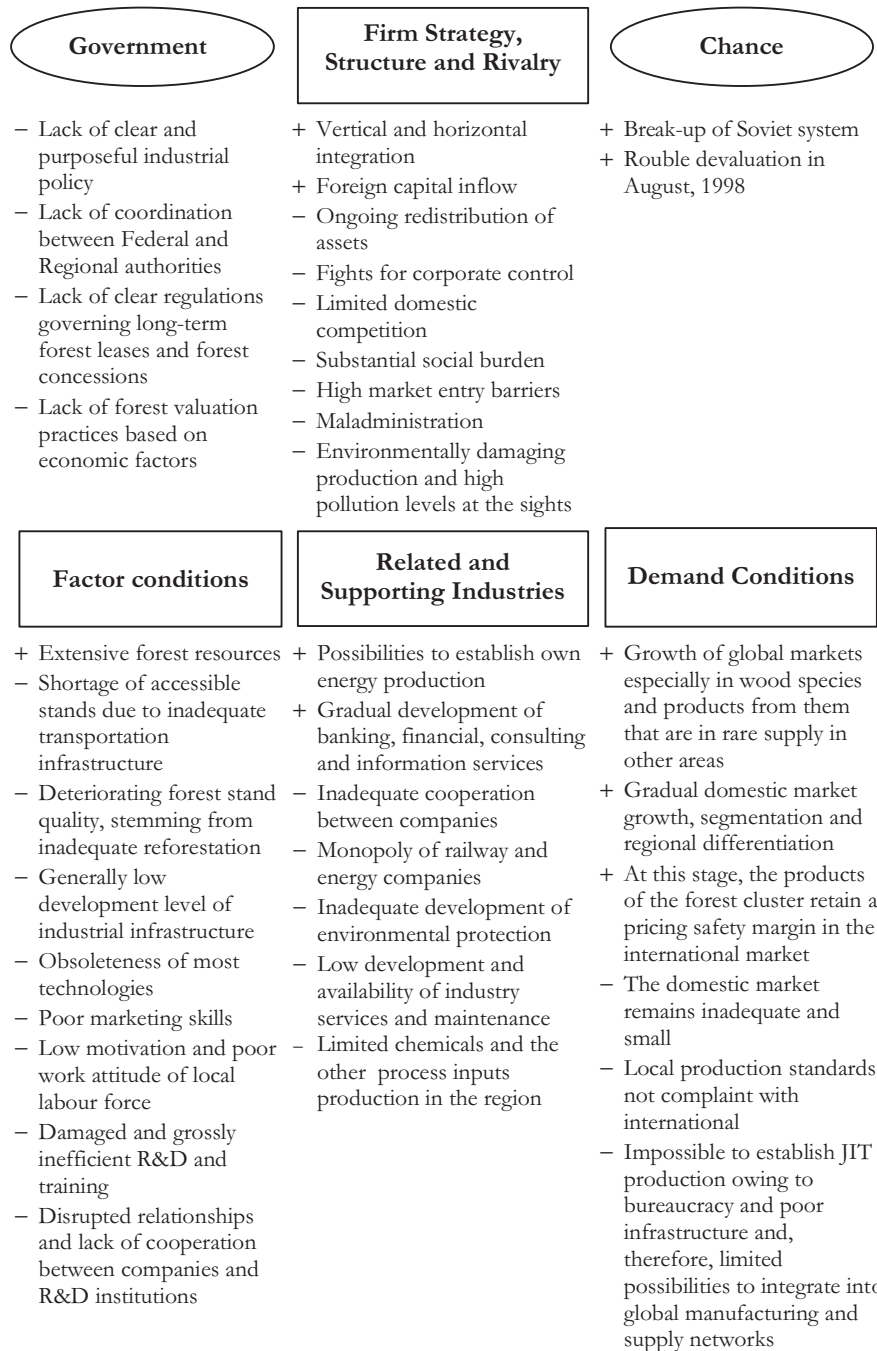 Government
− Lack of clear and
purposeful industrial
policy
− Lack of coordination
between Federal and
Regional authorities
− Lack of clear regulations
governing long-term
forest leases and forest
concessions
− Lack of forest valuation
practices based on
economic factors
Firm Strategy,
Structure and Rivalry
+ Vertical and horizontal
integration
+ Foreign capital inflow
− Ongoing redistribution of
assets
− Fights for corporate control
− Limited domestic
competition
− Substantial social burden
− High market entry barriers
− Maladministration
− Environmentally damaging
production and high
pollution levels at the sights
Chance
+ Break-up of Soviet system
+ Rouble devaluation in
August, 1998
Factor conditions
+ Extensive forest resources
− Shortage of accessible
stands due to inadequate
transportation
infrastructure
− Deteriorating forest stand
quality, stemming from
inadequate reforestation
− Generally low
development level of
industrial infrastructure
− Obsoleteness of most
technologies
− Poor marketing skills
− Low motivation and poor
work attitude of local
labour force
− Damaged and grossly
inefficient R&D and
training
− Disrupted relationships
and lack of cooperation
between companies and
R&D institutions
Related and
Supporting Industries
+ Possibilities to establish own
energy production
+ Gradual development of
banking, financial, consulting
and information services
− Inadequate cooperation
between companies
− Monopoly of railway and
energy companies
− Inadequate development of
environmental protection
− Low development and
availability of industry
services and maintenance
− Limited chemicals and the
other process inputs
production in the region
Demand Conditions
+ Growth of global markets
especially in wood species
and products from them
that are in rare supply in
other areas
+ Gradual domestic market
growth, segmentation and
regional differentiation
+ At this stage, the products
of the forest cluster retain a
pricing safety margin in the
international market
− The domestic market
remains inadequate and
small
− Local production standards
not complaint with
international
− Impossible to establish JIT
production owing to
bureaucracy and poor
infrastructure and,
therefore, limited
possibilities to integrate into
global manufacturing and
supply networks